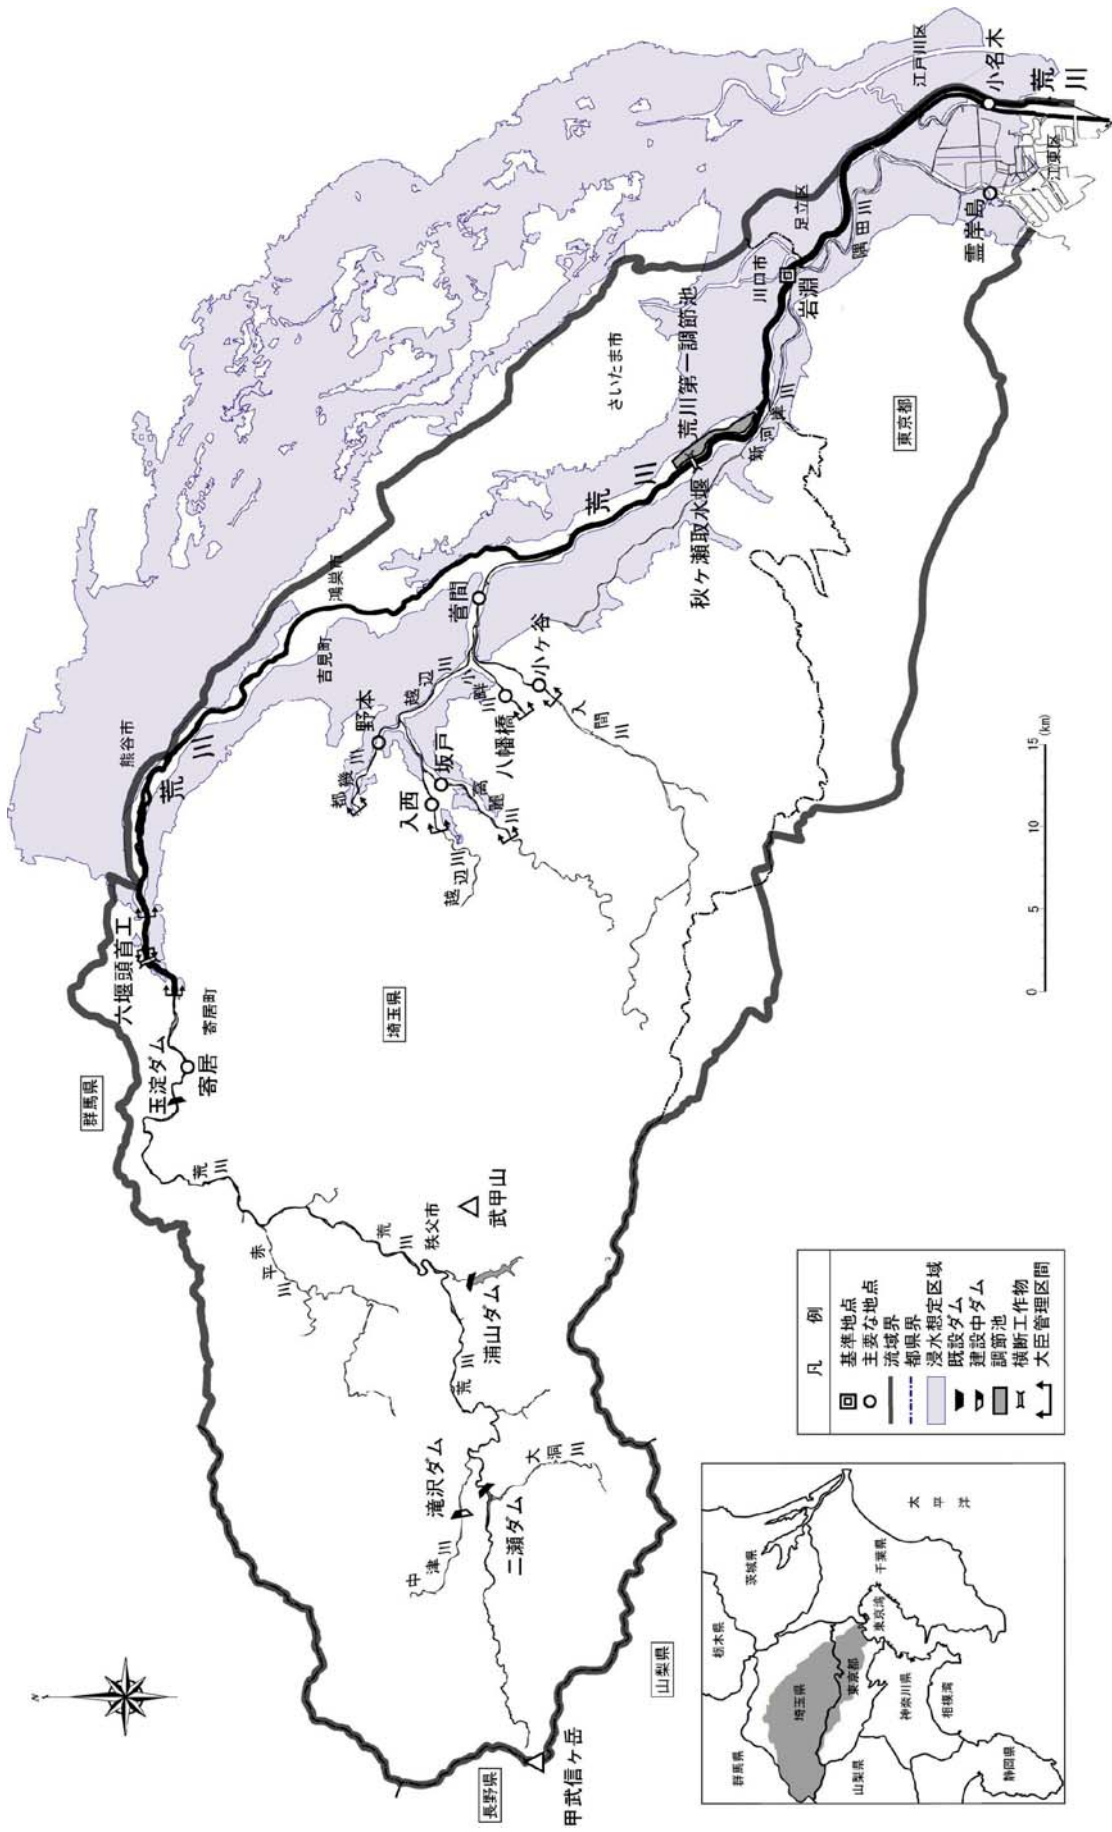 N
群馬県
長野県
山梨県
埼玉県
東京都
甲武信ヶ岳
中津川
滝沢ダム
二瀬ダム
大洞川
荒川
浦山ダム
秩父市
武甲山
荒川
赤平川
荒川
玉淀ダム
寄居
寄居町
六堰頭首工
熊谷市
荒川
吉見町
鴻巣市
都幾川
野本
越辺川
入西
坂戸
高麗川
越辺川
小畔川
八幡橋
小ヶ谷
入間川
菅間
荒川
秋ヶ瀬取水堰
荒川第一調節池
新河岸川
さいたま市
川口市
岩淵
足立区
隅田川
江戸川区
小名木
荒川
江東区
霊岸島
0 5 10 15 (km)
凡例
基準地点
主要な地点
流域界
都県界
浸水想定区域
既設ダム
建設中ダム
調節池
横断工作物
大臣管理区間
群馬県
栃木県
茨城県
埼玉県
東京都
千葉県
山梨県
神奈川県
東京湾
相模湾
静岡県
太平洋